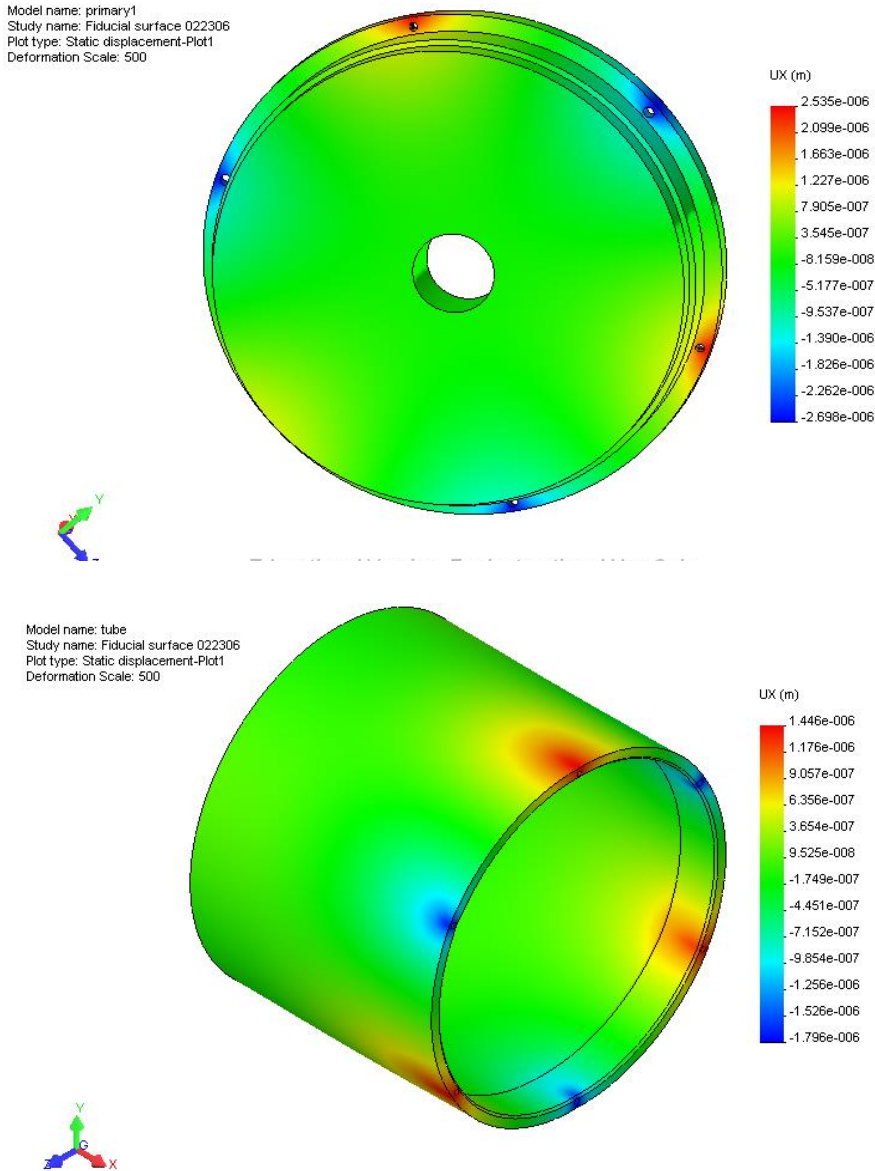 Model name: primary1
Study name: Fiducial surface 022306
Plot type: Static displacement-Plot1
Deformation Scale: 500
UX (m)
2.535e-006
2.099e-006
1.663e-006
1.227e-006
7.905e-007
3.545e-007
-8.159e-008
-5.177e-007
-9.537e-007
-1.390e-006
-1.826e-006
-2.262e-006
-2.698e-006
Y
Model name: tube
Study name: Fiducial surface 022306
Plot type: Static displacement-Plot1
Deformation Scale: 500
UX (m)
1.446e-006
1.176e-006
9.057e-007
6.356e-007
3.654e-007
9.525e-008
-1.749e-007
-4.451e-007
-7.152e-007
-9.854e-007
-1.256e-006
-1.526e-006
-1.796e-006
Y
G
Z X